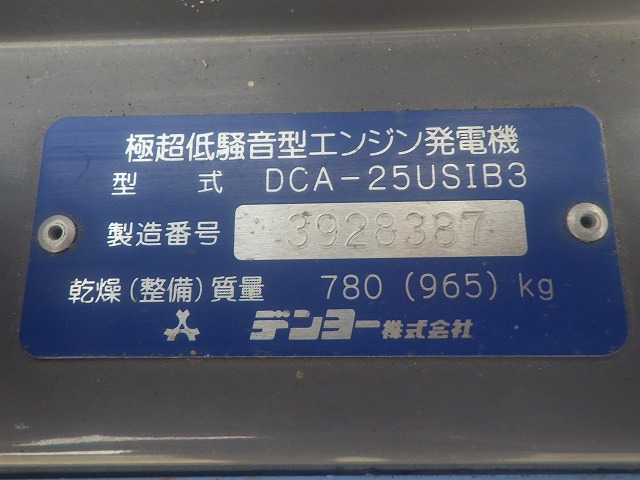 極超低騒音型エンジン発電機
型 式 DCA-25USIB3
製造番号 3928387
乾燥(整備)質量 780 (965) kg
デンヨー株式会社